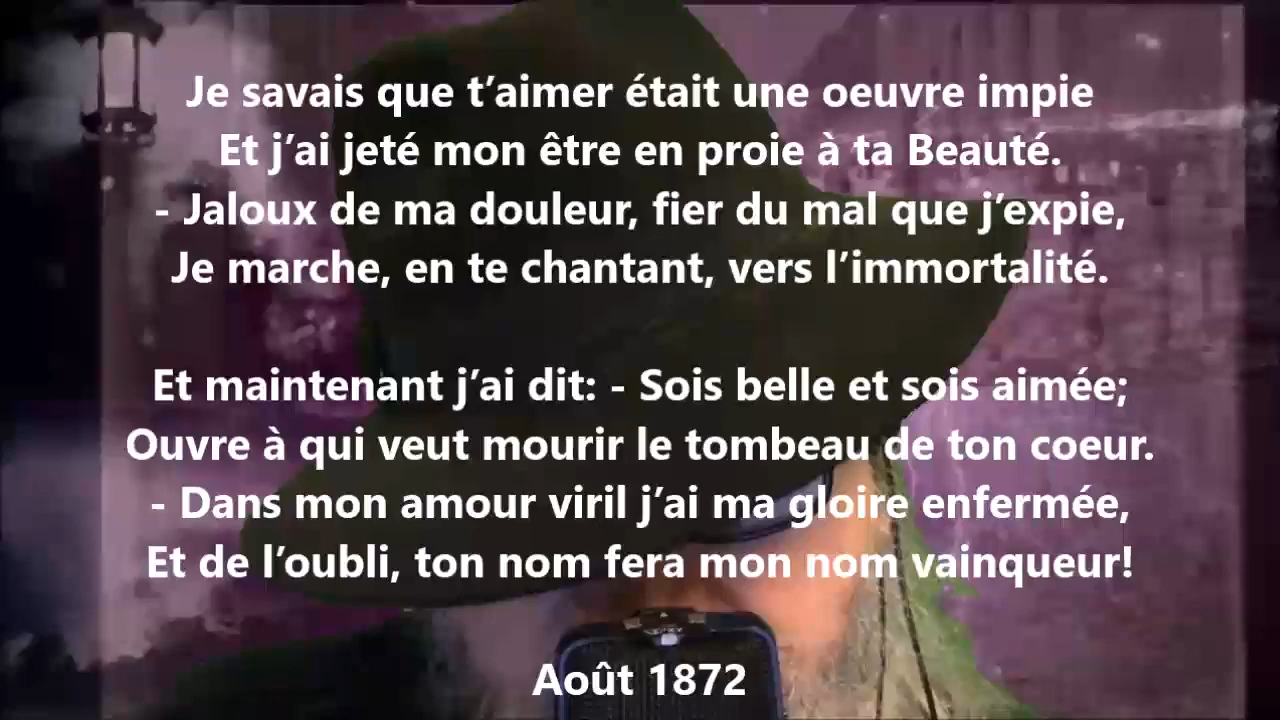 Je savais que t’aimer était une oeuvre impie
Et j’ai jeté mon être en proie à ta Beauté.
- Jaloux de ma douleur, fier du mal que j’expie,
Je marche, en te chantant, vers l’immortalité.
Et maintenant j’ai dit: - Sois belle et sois aimée;
Ouvre à qui veut mourir le tombeau de ton coeur.
- Dans mon amour viril j’ai ma gloire enfermée,
Et de l’oubli, ton nom fera mon nom vainqueur!
Août 1872